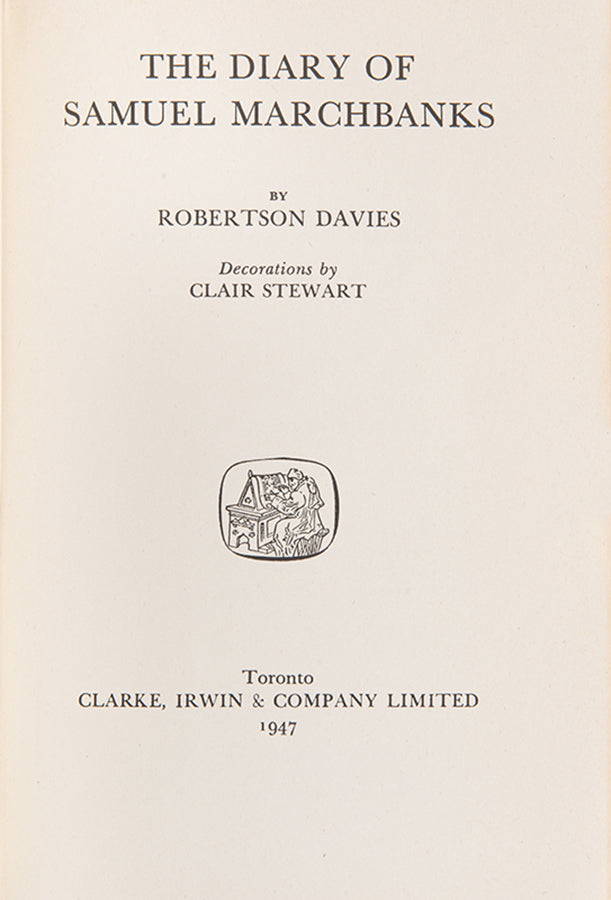 THE DIARY OF
SAMUEL MARCHBANKS
BY
ROBERTSON DAVIES
Decorations by
CLAIR STEWART
Toronto
CLARKE, IRWIN & COMPANY LIMITED
1947